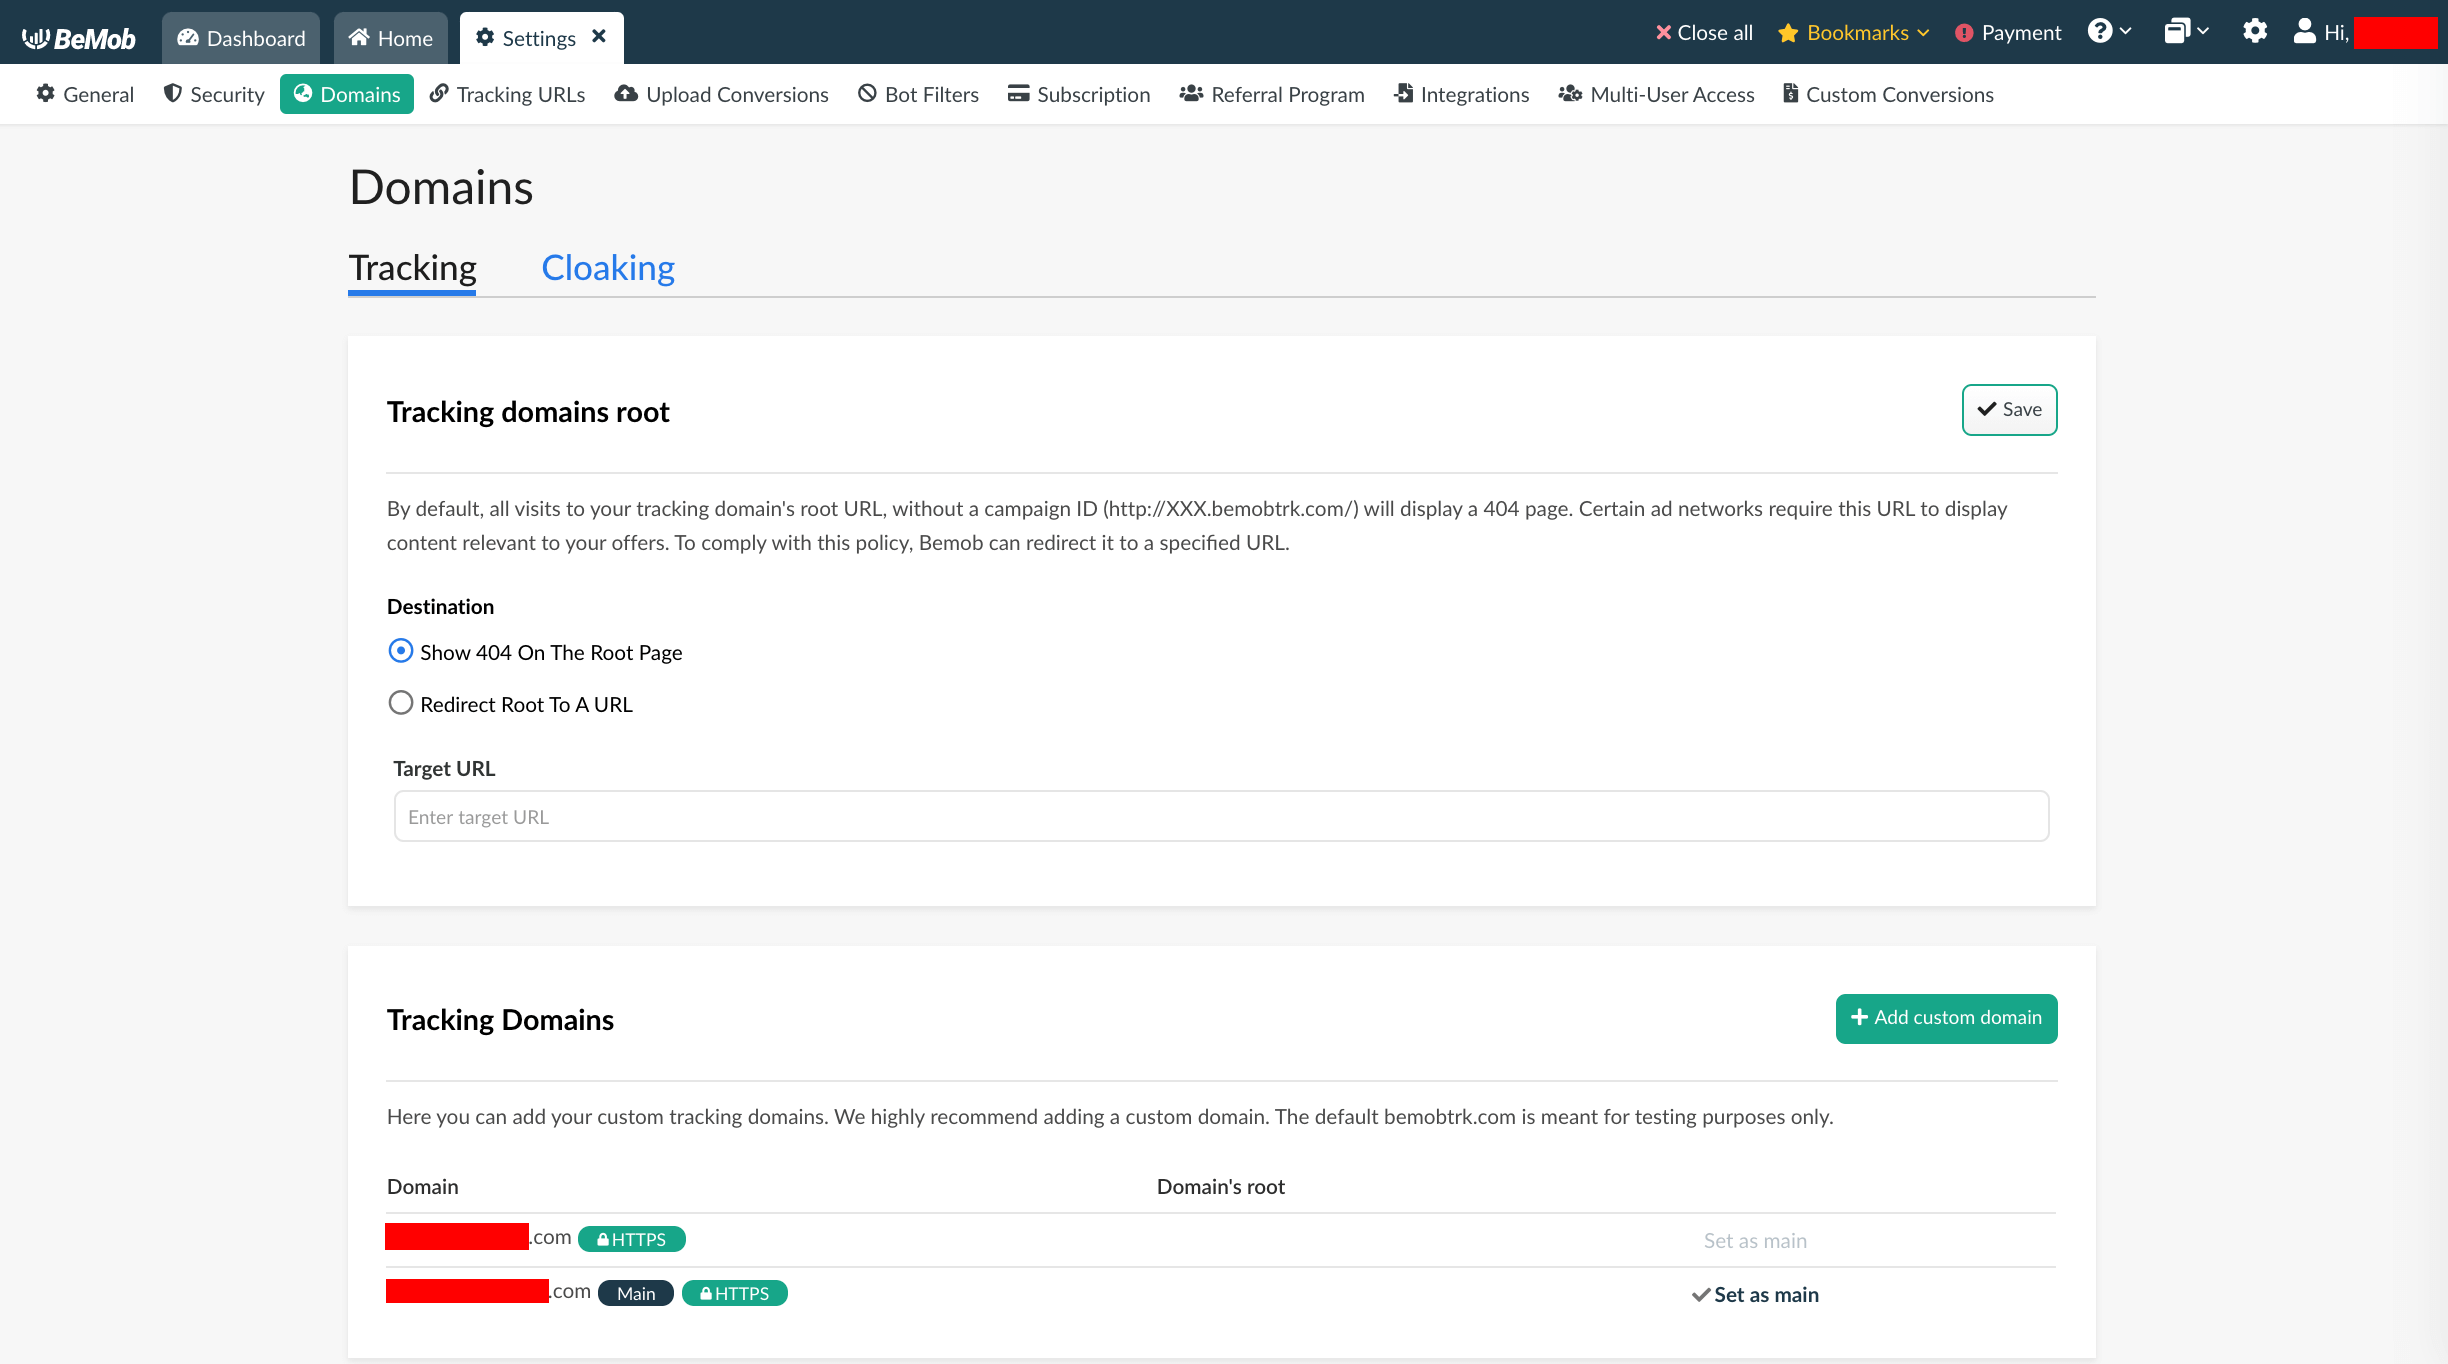 BeMob
Dashboard
Home
Settings
Close all
Bookmarks
Payment
Hi,
General
Security
Domains
Tracking URLs
Upload Conversions
Bot Filters
Subscription
Referral Program
Integrations
Multi-User Access
Custom Conversions
Domains
Tracking
Cloaking
Tracking domains root
Save
By default, all visits to your tracking domain's root URL, without a campaign ID (http://XXX.bemobtrk.com/) will display a 404 page. Certain ad networks require this URL to display
content relevant to your offers. To comply with this policy, Bemob can redirect it to a specified URL.
Destination
Show 404 On The Root Page
Redirect Root To A URL
Target URL
Enter target URL
Tracking Domains
Add custom domain
Here you can add your custom tracking domains. We highly recommend adding a custom domain. The default bemobtrk.com is meant for testing purposes only.
Domain
Domain's root
.com HTTPS
Set as main
.com Main HTTPS
Set as main